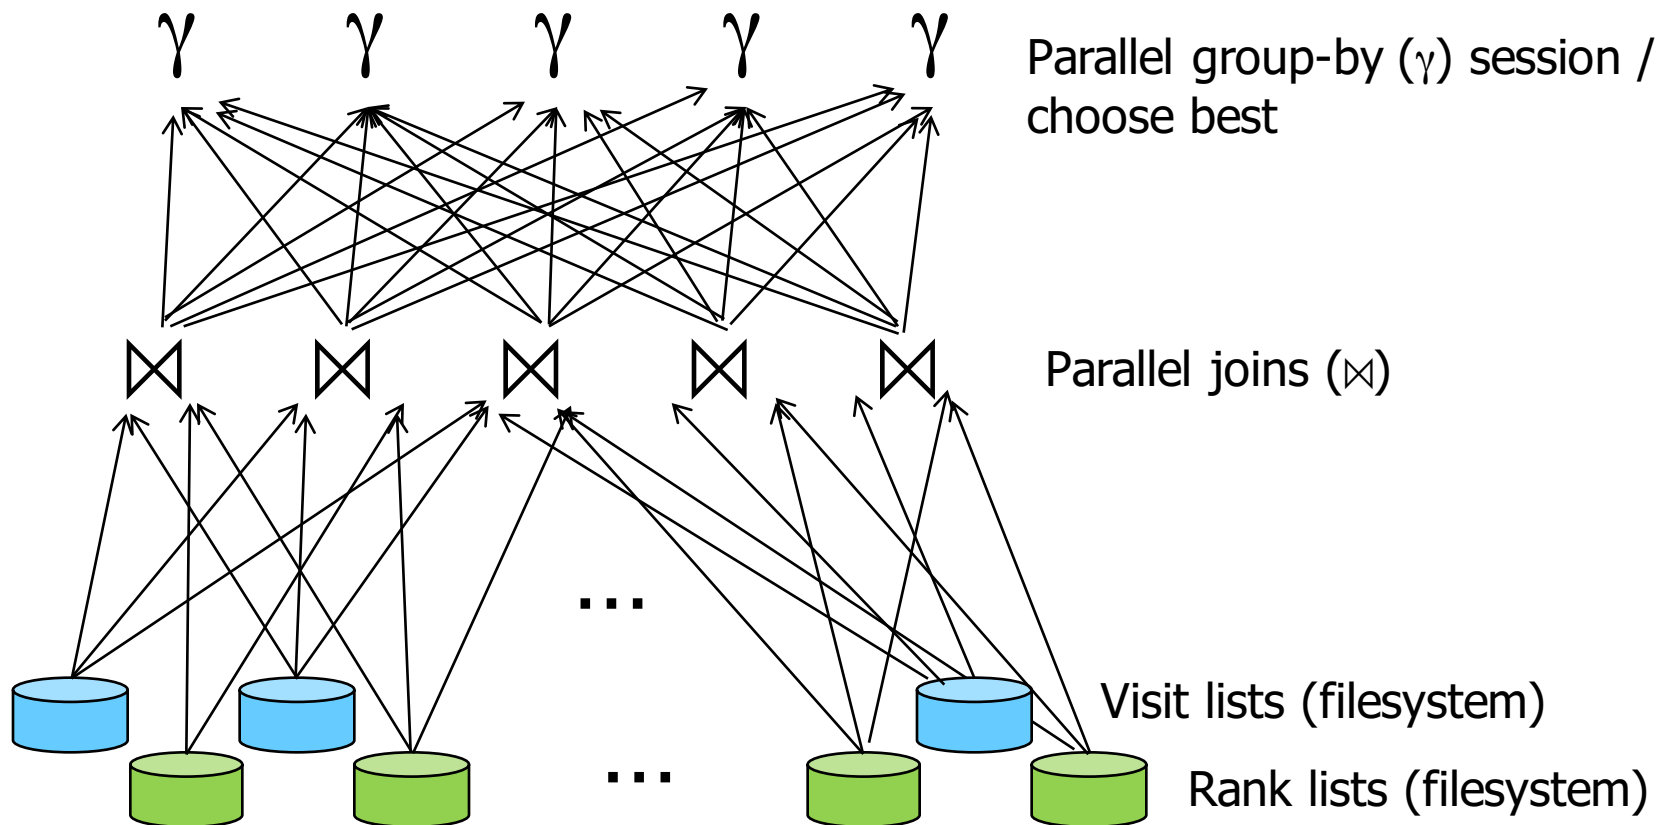 γ γ γ γ γ
Parallel group-by (γ) session /
choose best
⋈ ⋈ ⋈ ⋈ ⋈
Parallel joins (⋈)
...
Visit lists (filesystem)
...
Rank lists (filesystem)